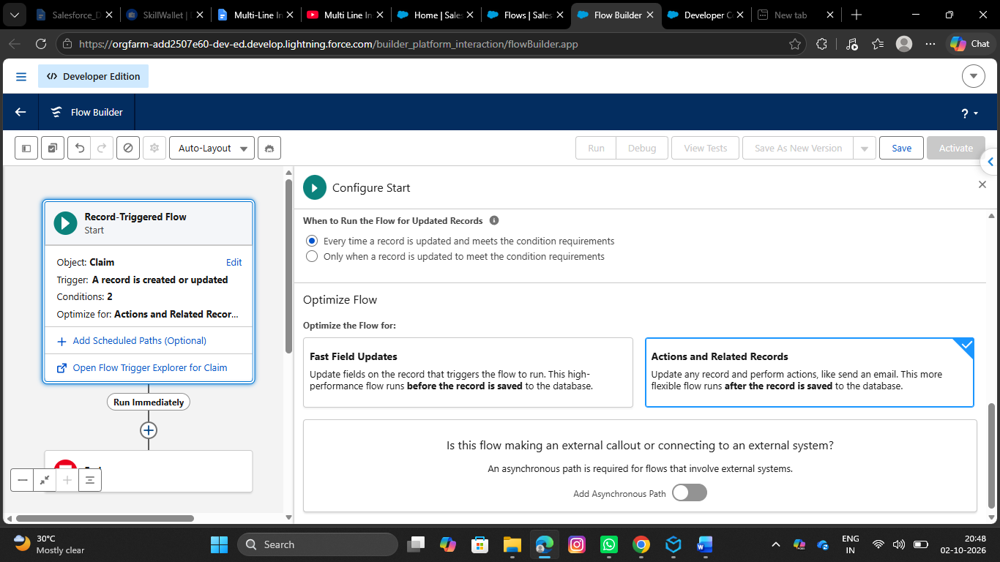 Salesforce_D
SkillWallet | D
Multi-Line In
Multi Line In
Home | Sales
Flows | Sales
Flow Builder
Developer C
New tab
https://orgfarm-add2507e60-dev-ed.develop.lightning.force.com/builder_platform_interaction/flowBuilder.app
Chat
</> Developer Edition
Flow Builder
?
Auto-Layout
Run
Debug
View Tests
Save As New Version
Save
Activate
Record-Triggered Flow
Start
Object: Claim
Edit
Trigger: A record is created or updated
Conditions: 2
Optimize for: Actions and Related Recor...
Add Scheduled Paths (Optional)
Open Flow Trigger Explorer for Claim
Run Immediately
Configure Start
When to Run the Flow for Updated Records
Every time a record is updated and meets the condition requirements
Only when a record is updated to meet the condition requirements
Optimize Flow
Optimize the Flow for:
Fast Field Updates
Update fields on the record that triggers the flow to run. This high-
performance flow runs before the record is saved to the database.
Actions and Related Records
Update any record and perform actions, like send an email. This more
flexible flow runs after the record is saved to the database.
Is this flow making an external callout or connecting to an external system?
An asynchronous path is required for flows that involve external systems.
Add Asynchronous Path
30°C
Mostly clear
Search
ENG
IN
20:48
02-10-2026